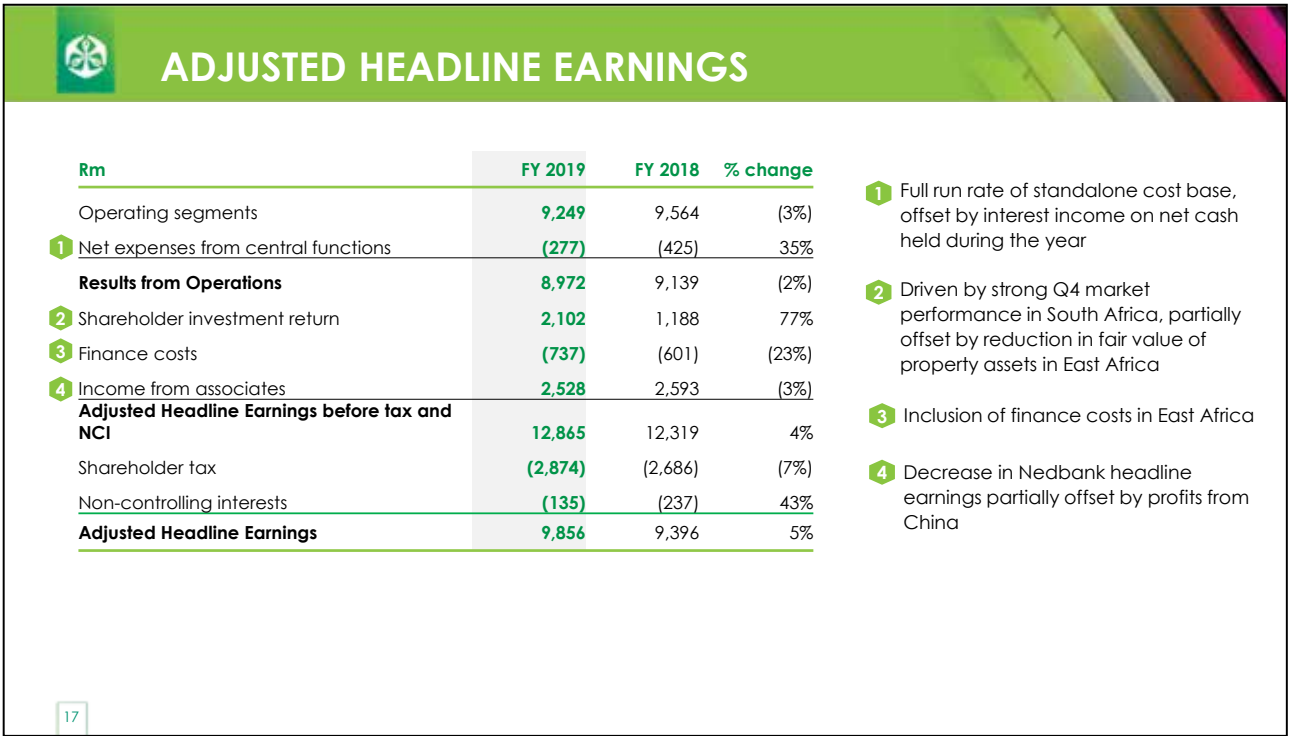 ADJUSTED HEADLINE EARNINGS
Rm FY 2019 FY 2018 % change
Operating segments 9,249 9,564 (3%)
1 Net expenses from central functions (277) (425) 35%
Results from Operations 8,972 9,139 (2%)
2 Shareholder investment return 2,102 1,188 77%
3 Finance costs (737) (601) (23%)
4 Income from associates 2,528 2,593 (3%)
Adjusted Headline Earnings before tax and
NCI 12,865 12,319 4%
Shareholder tax (2,874) (2,686) (7%)
Non-controlling interests (135) (237) 43%
Adjusted Headline Earnings 9,856 9,396 5%
1 Full run rate of standalone cost base,
offset by interest income on net cash
held during the year
2 Driven by strong Q4 market
performance in South Africa, partially
offset by reduction in fair value of
property assets in East Africa
3 Inclusion of finance costs in East Africa
4 Decrease in Nedbank headline
earnings partially offset by profits from
China
17